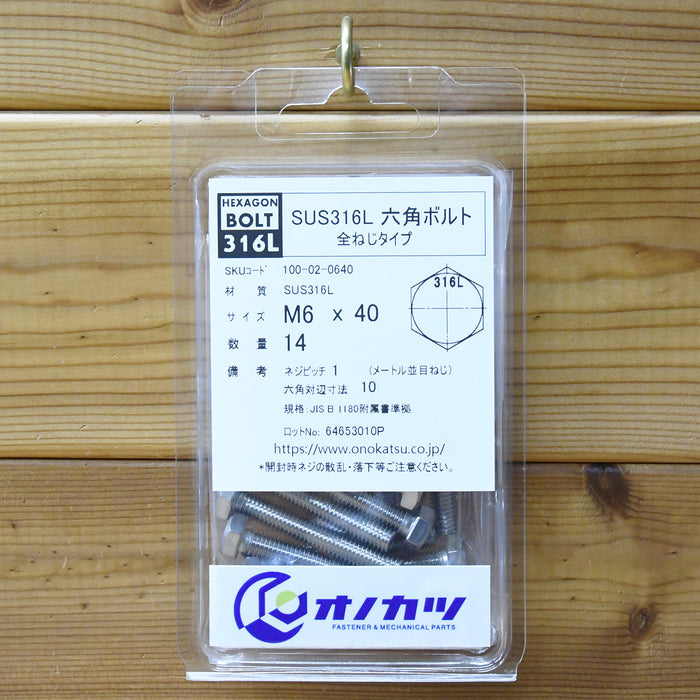 HEXAGON
BOLT
316L
SUS316L 六角ボルト
全ねじタイプ
SKUコード 100-02-0640
材 質 SUS316L
サイズ M6 x 40
数 量 14
316L
備 考 ネジピッチ 1 (メートル並目ねじ)
六角対辺寸法 10
規格:JIS B 1180附属書準拠
ロットNo: 64653010P
https://www.onokatsu.co.jp/
*開封時ネジの散乱・落下等ご注意ください。
オノカツ
FASTENER & MECHANICAL PARTS